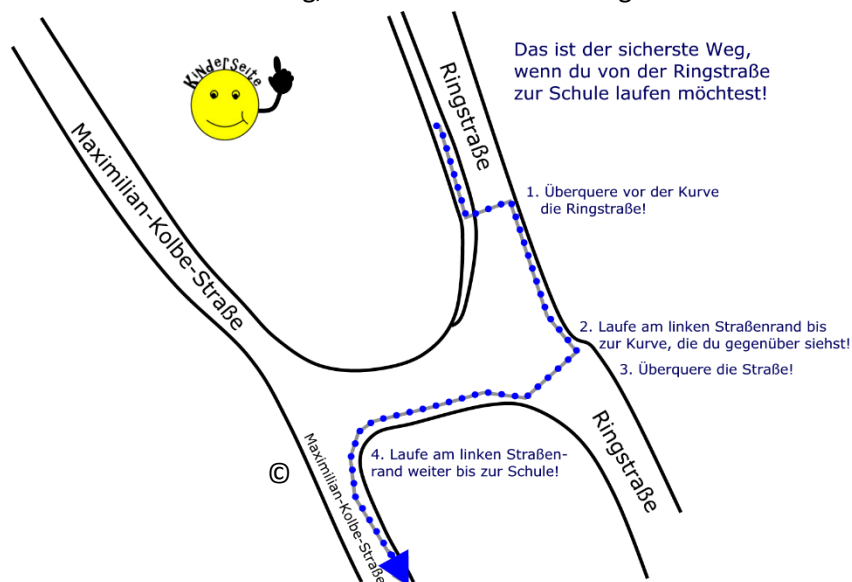 Das ist der sicherste Weg,
wenn du von der Ringstraße
zur Schule laufen möchtest!
KiNderSeite
Ringstraße
Maximilian-Kolbe-Straße
1. Überquere vor der Kurve
die Ringstraße!
2. Laufe am linken Straßenrand bis
zur Kurve, die du gegenüber siehst!
3. Überquere die Straße!
Ringstraße
4. Laufe am linken Straßen-
rand weiter bis zur Schule!
©
Maximilian-Kolbe-Straße